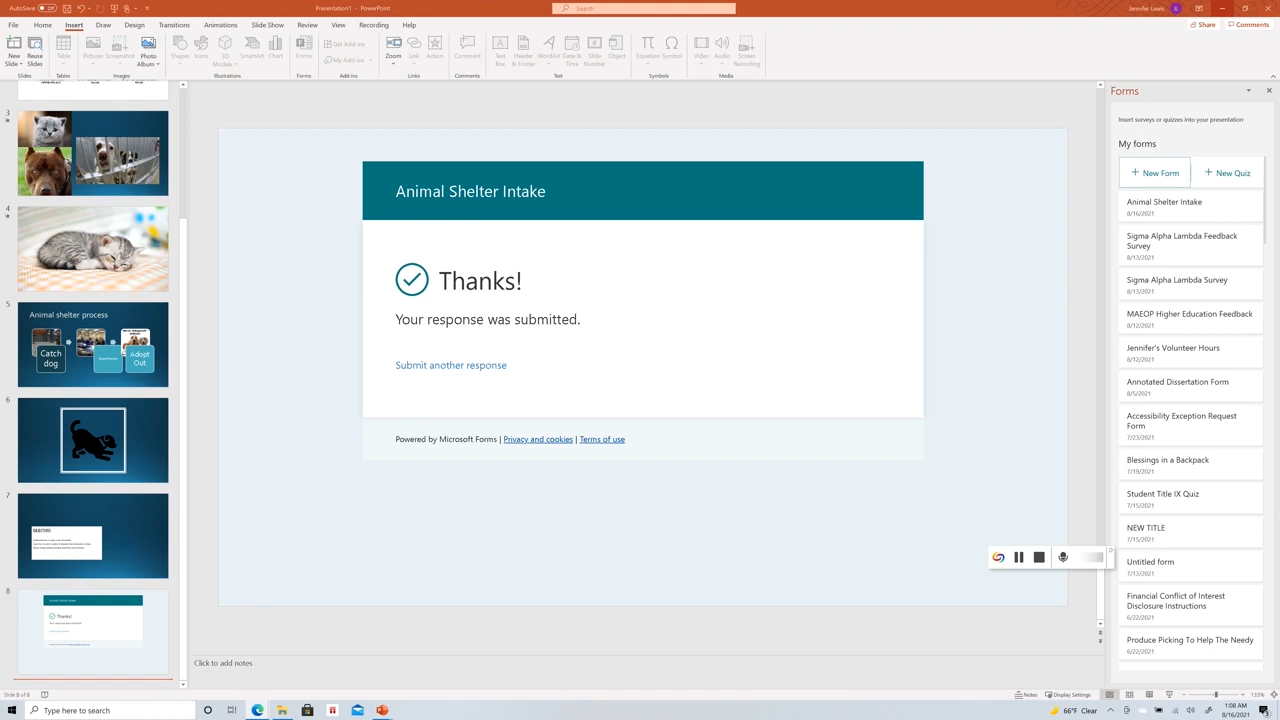 AutoSave Off
Presentation1 - PowerPoint
Search
Jennifer Lewis
File Home Insert Draw Design Transitions Animations Slide Show Review View Recording Help
Share Comments
New Slide Reuse Slides
Table
Pictures Screenshot Photo Album
Shapes Icons 3D Models SmartArt Chart
Forms
Get Add-ins
My Add-ins
Zoom Link Action
Comment
Text Box Header & Footer WordArt Date & Time Slide Number Object
Equation Symbol
Video Audio Screen Recording
Slides Tables Images Illustrations Forms Add-ins Links Comments Text Symbols Media
3
4
5
Animal shelter process
Catch dog
Adopt Out
6
7
8
Thanks!
Animal Shelter Intake
Thanks!
Your response was submitted.
Submit another response
Powered by Microsoft Forms | Privacy and cookies | Terms of use
Click to add notes
Forms
Insert surveys or quizzes into your presentation
My forms
+ New Form + New Quiz
Animal Shelter Intake
8/16/2021
Sigma Alpha Lambda Feedback
Survey
8/13/2021
Sigma Alpha Lambda Survey
8/13/2021
MAEOP Higher Education Feedback
8/12/2021
Jennifer's Volunteer Hours
8/12/2021
Annotated Dissertation Form
8/5/2021
Accessibility Exception Request
Form
7/23/2021
Blessings in a Backpack
7/19/2021
Student Title IX Quiz
7/15/2021
NEW TITLE
7/15/2021
Untitled form
7/13/2021
Financial Conflict of Interest
Disclosure Instructions
6/22/2021
Produce Picking To Help The Needy
6/22/2021
Slide 8 of 8
Notes Display Settings 133%
Type here to search
66°F Clear
1:08 AM
8/16/2021